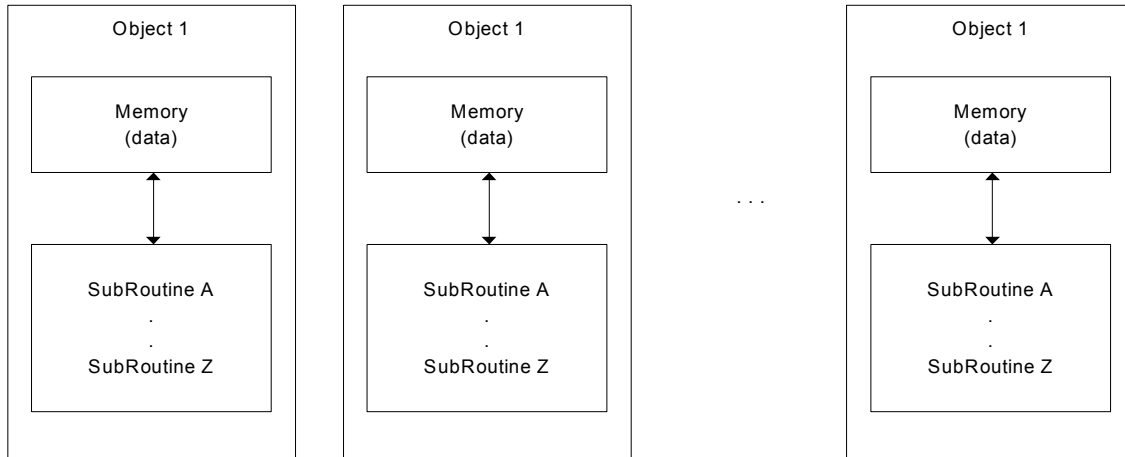 Object 1
Memory
(data)
SubRoutine A
.
.
SubRoutine Z
Object 1
Memory
(data)
SubRoutine A
.
.
SubRoutine Z
. . .
Object 1
Memory
(data)
SubRoutine A
.
.
SubRoutine Z